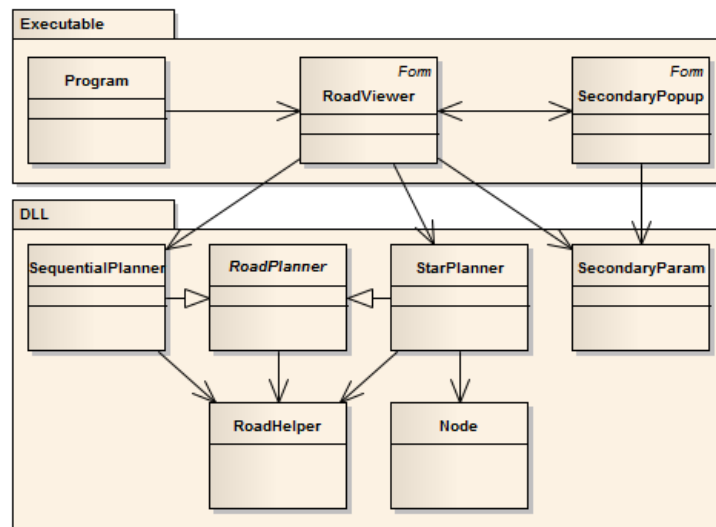 Executable
Form
Form
Program
RoadViewer
SecondaryPopup
DLL
SequentialPlanner
RoadPlanner
StarPlanner
SecondaryParam
RoadHelper
Node